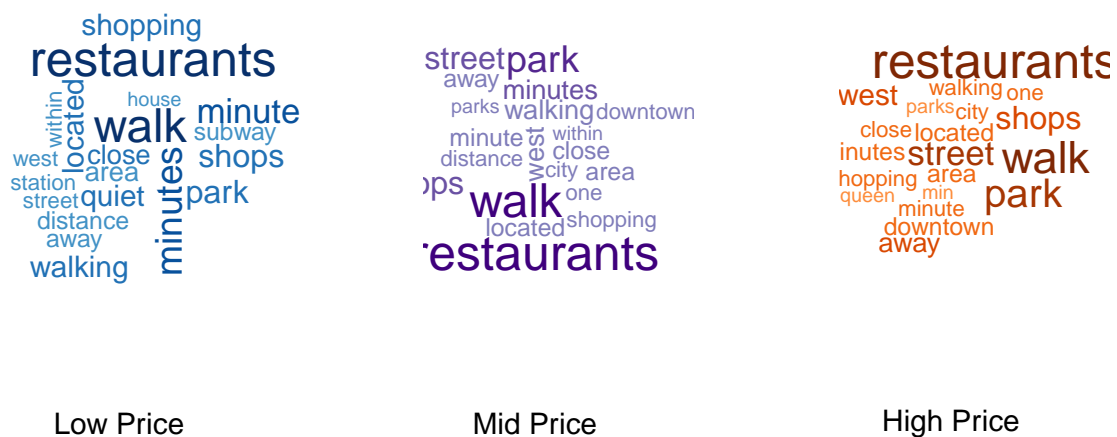 shopping
restaurants
within
located
house
walk
minute
subway
west
close
minutes
shops
station
area
street
quiet
park
distance
away
walking
street
park
away
minutes
parks
walking
downtown
minute
west
within
distance
close
city
area
ops
walk
one
located
shopping
estaurants
restaurants
west
walking
one
parks
city
shops
close
located
inutes
street
walk
hopping
area
queen
min
park
minute
downtown
away
Low Price
Mid Price
High Price